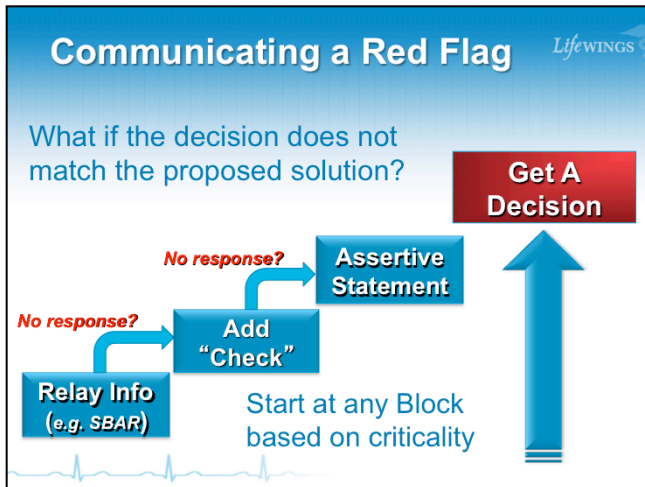 Communicating a Red Flag
LifeWINGS
What if the decision does not
match the proposed solution?
Get A
Decision
No response?
Assertive
Statement
No response?
Add
“Check”
Relay Info
(e.g. SBAR)
Start at any Block
based on criticality